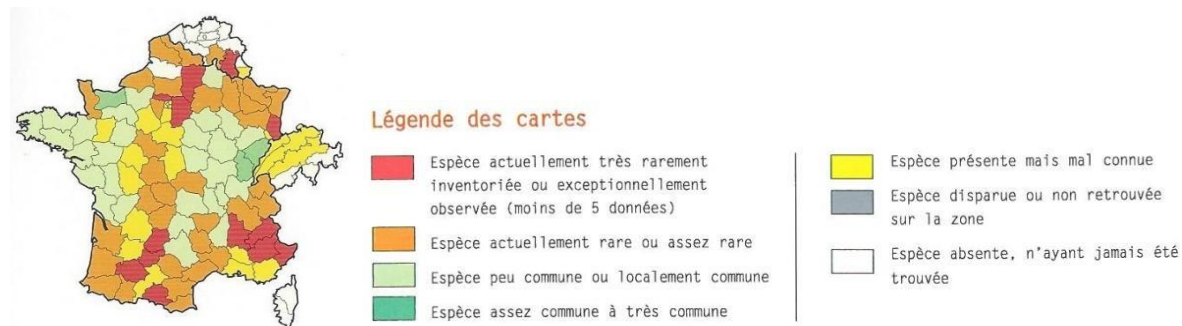 Légende des cartes
Espèce actuellement très rarement
inventoriée ou exceptionnellement
observée (moins de 5 données)
Espèce actuellement rare ou assez rare
Espèce peu commune ou localement commune
Espèce assez commune à très commune
Espèce présente mais mal connue
Espèce disparue ou non retrouvée
sur la zone
Espèce absente, n'ayant jamais été
trouvée